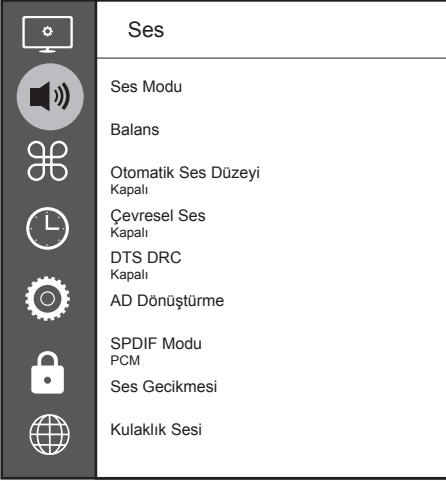 Ses
Ses Modu
Balans
Otomatik Ses Düzeyi
Kapalı
Çevresel Ses
Kapalı
DTS DRC
Kapalı
AD Dönüştürme
SPDIF Modu
PCM
Ses Gecikmesi
Kulaklık Sesi